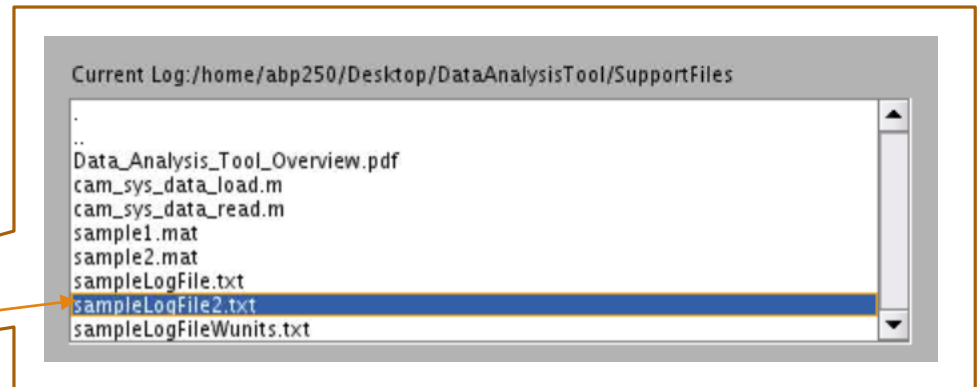 Current Log:/home/abp250/Desktop/DataAnalysisTool/SupportFiles
.
..
Data_Analysis_Tool_Overview.pdf
cam_sys_data_load.m
cam_sys_data_read.m
sample1.mat
sample2.mat
sampleLogFile.txt
sampleLogFile2.txt
sampleLogFileWunits.txt